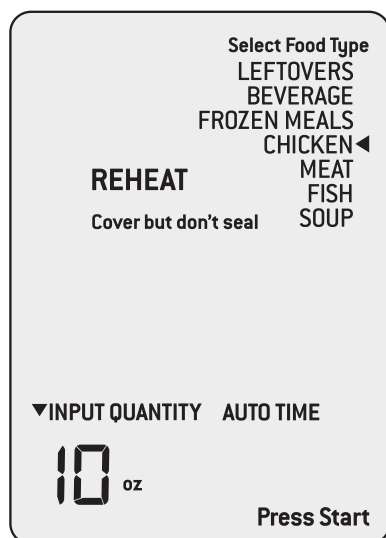 Select Food Type
LEFTOVERS
BEVERAGE
FROZEN MEALS
CHICKEN◀
MEAT
REHEAT
FISH
Cover but don't seal SOUP
▼INPUT QUANTITY AUTO TIME
10 oz
Press Start